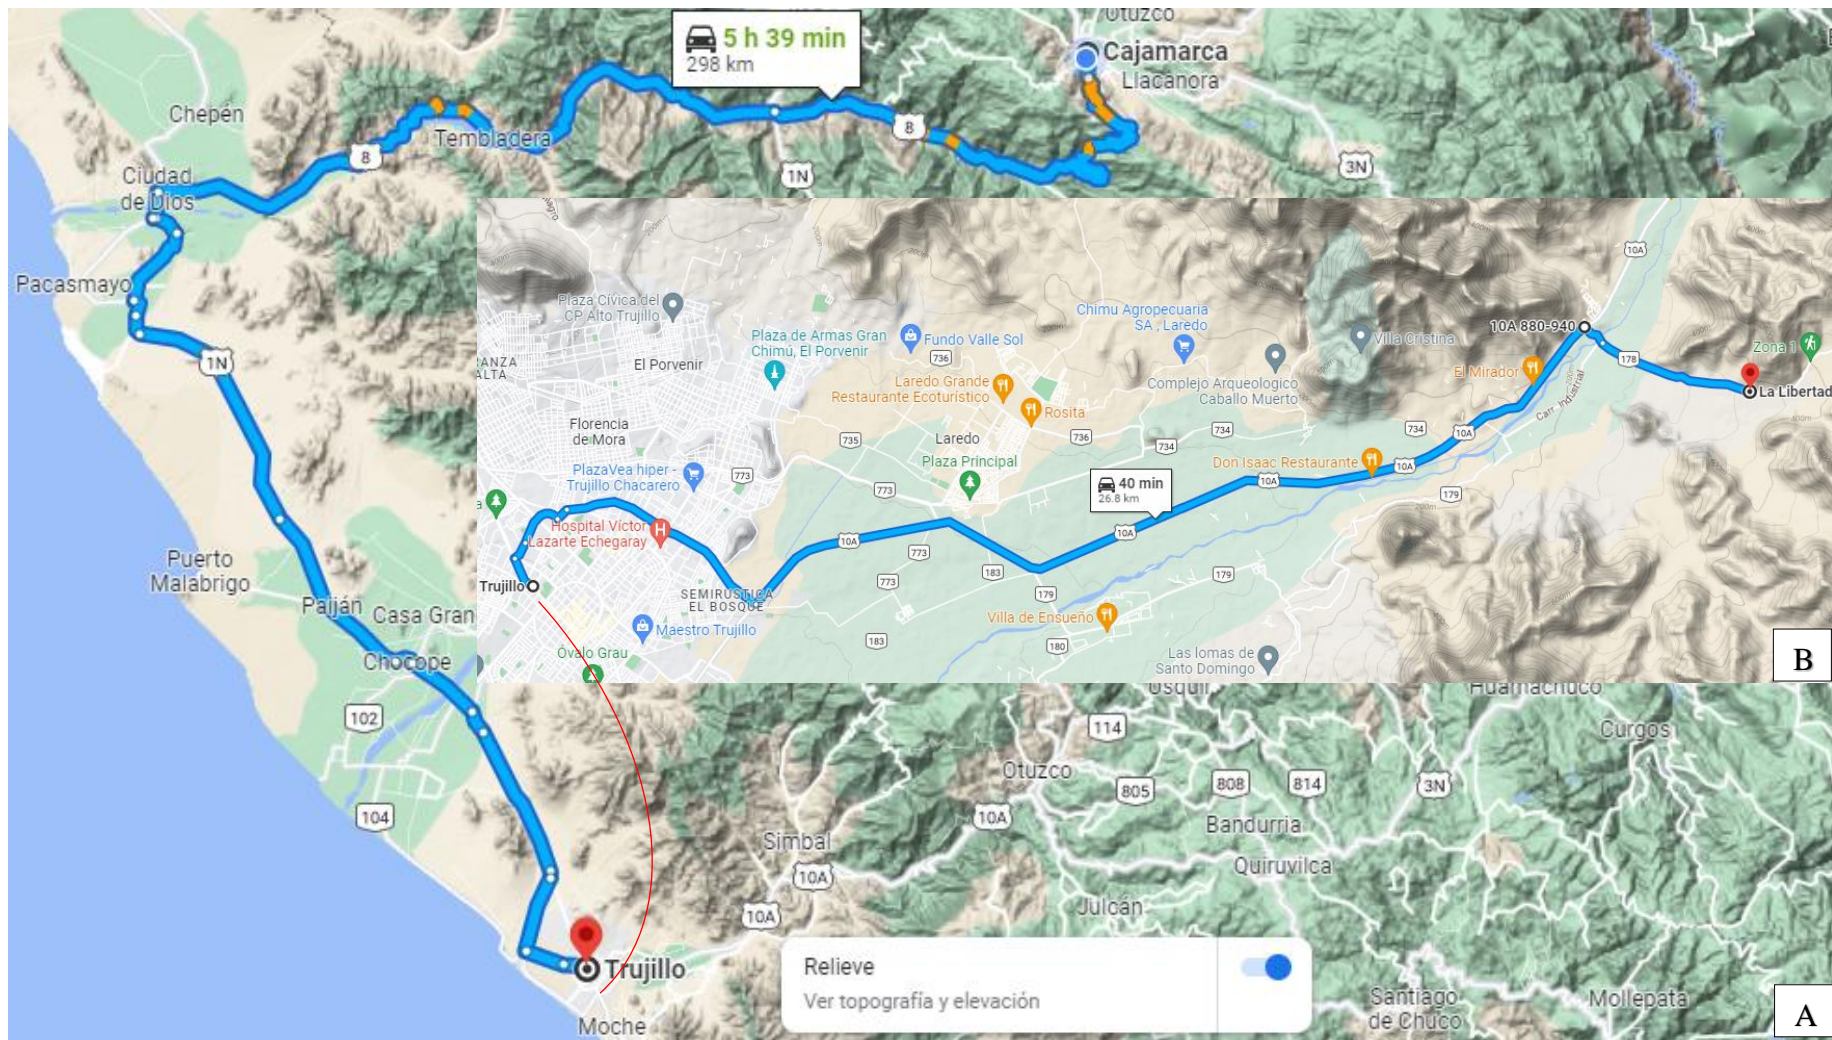 Otuzco
5 h 39 min
298 km
Cajamarca
Llacanora
Chepén
8
Tembladera
8
1N
3N
Ciudad
de Dios
Pacasmayo
1N
Puerto
Malabrigo
Paiján
Casa Gran
Chocope
102
104
Plaza Cívica del
CP Alto Trujillo
ANZA
ALTA
El Porvenir
Plaza de Armas Gran
Chimú, El Porvenir
Fundo Valle Sol
736
Chimu Agropecuaria
SA , Laredo
Villa Cristina
10A
10A 880-940
Zona 1
178
La Libertad
El Mirador
Carr. Industrial
Laredo Grande
Restaurante Ecoturístico
Rosita
Complejo Arqueologico
Caballo Muerto
Florencia
de Mora
735
Laredo
736
734
734
734
10A
PlazaVea hiper -
Trujillo Chacarero
773
Plaza Principal
773
Don Isaac Restaurante
10A
10A
179
40 min
26.8 km
Hospital Víctor
Lazarte Echegaray
10A
773
10A
183
773
179
179
Trujillo
SEMIRUSTICA
EL BOSQUE
Maestro Trujillo
Villa de Ensueño
183
180
Óvalo Grau
Las lomas de
Santo Domingo
B
Usquil
Huamachuco
114
Curgos
Otuzco
805
808
814
3N
10A
Bandurria
Simbal
10A
Quiruvilca
10A
Julcán
Trujillo
Moche
Relieve
Ver topografía y elevación
Santiago
de Chuco
Mollepata
A